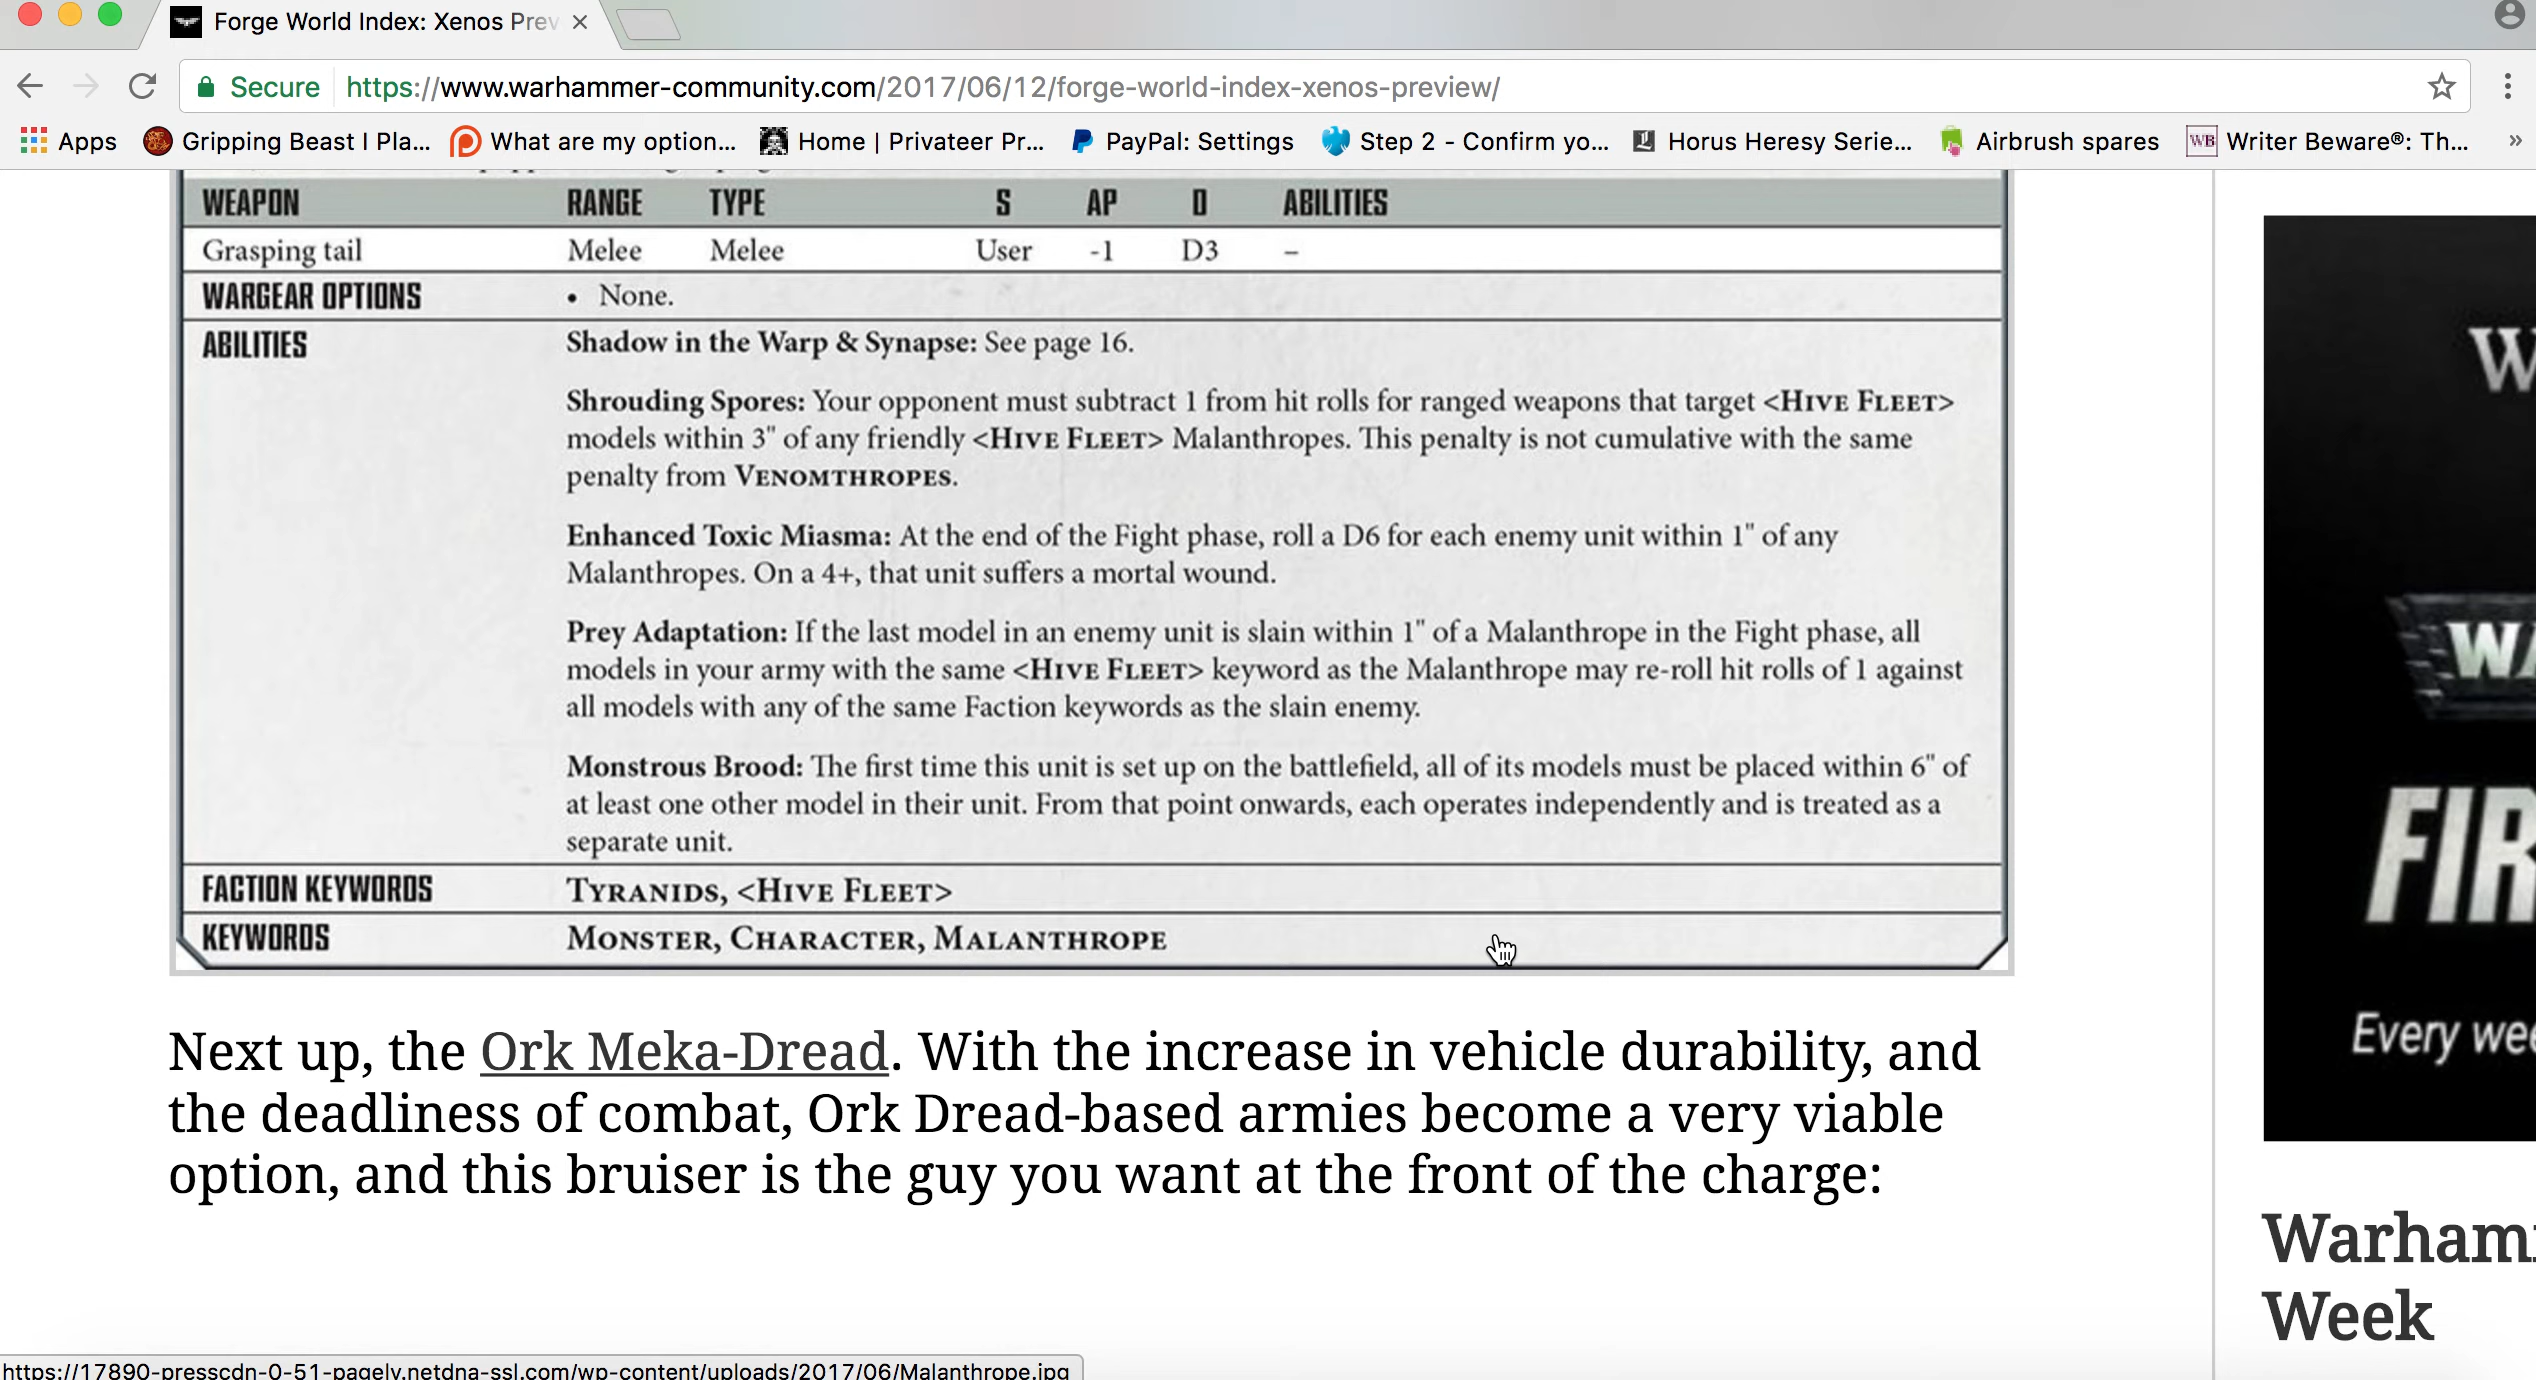 Forge World Index: Xenos Prev
Secure https://www.warhammer-community.com/2017/06/12/forge-world-index-xenos-preview/
Apps Gripping Beast I Pla... What are my option... Home | Privateer Pr... PayPal: Settings Step 2 - Confirm yo... Horus Heresy Serie... WB Airbrush spares Writer Beware®: Th... »
WEAPON RANGE TYPE S AP D ABILITIES
Grasping tail Melee Melee User -1 D3 –
WARGEAR OPTIONS • None.
ABILITIES Shadow in the Warp & Synapse: See page 16.
Shrouding Spores: Your opponent must subtract 1 from hit rolls for ranged weapons that target <HIVE FLEET>
models within 3" of any friendly <HIVE FLEET> Malanthropes. This penalty is not cumulative with the same
penalty from VENOMTHROPES.
Enhanced Toxic Miasma: At the end of the Fight phase, roll a D6 for each enemy unit within 1" of any
Malanthropes. On a 4+, that unit suffers a mortal wound.
Prey Adaptation: If the last model in an enemy unit is slain within 1" of a Malanthrope in the Fight phase, all
models in your army with the same <HIVE FLEET> keyword as the Malanthrope may re-roll hit rolls of 1 against
all models with any of the same Faction keywords as the slain enemy.
Monstrous Brood: The first time this unit is set up on the battlefield, all of its models must be placed within 6" of
at least one other model in their unit. From that point onwards, each operates independently and is treated as a
separate unit.
FACTION KEYWORDS TYRANIDS, <HIVE FLEET>
KEYWORDS MONSTER, CHARACTER, MALANTHROPE
Next up, the Ork Meka-Dread. With the increase in vehicle durability, and
the deadliness of combat, Ork Dread-based armies become a very viable
option, and this bruiser is the guy you want at the front of the charge:
W
WA
FIR
Every wee
Warhamm
Week
https://17890-presscdn-0-51-pagely.netdna-ssl.com/wp-content/uploads/2017/06/Malanthrope.jpg